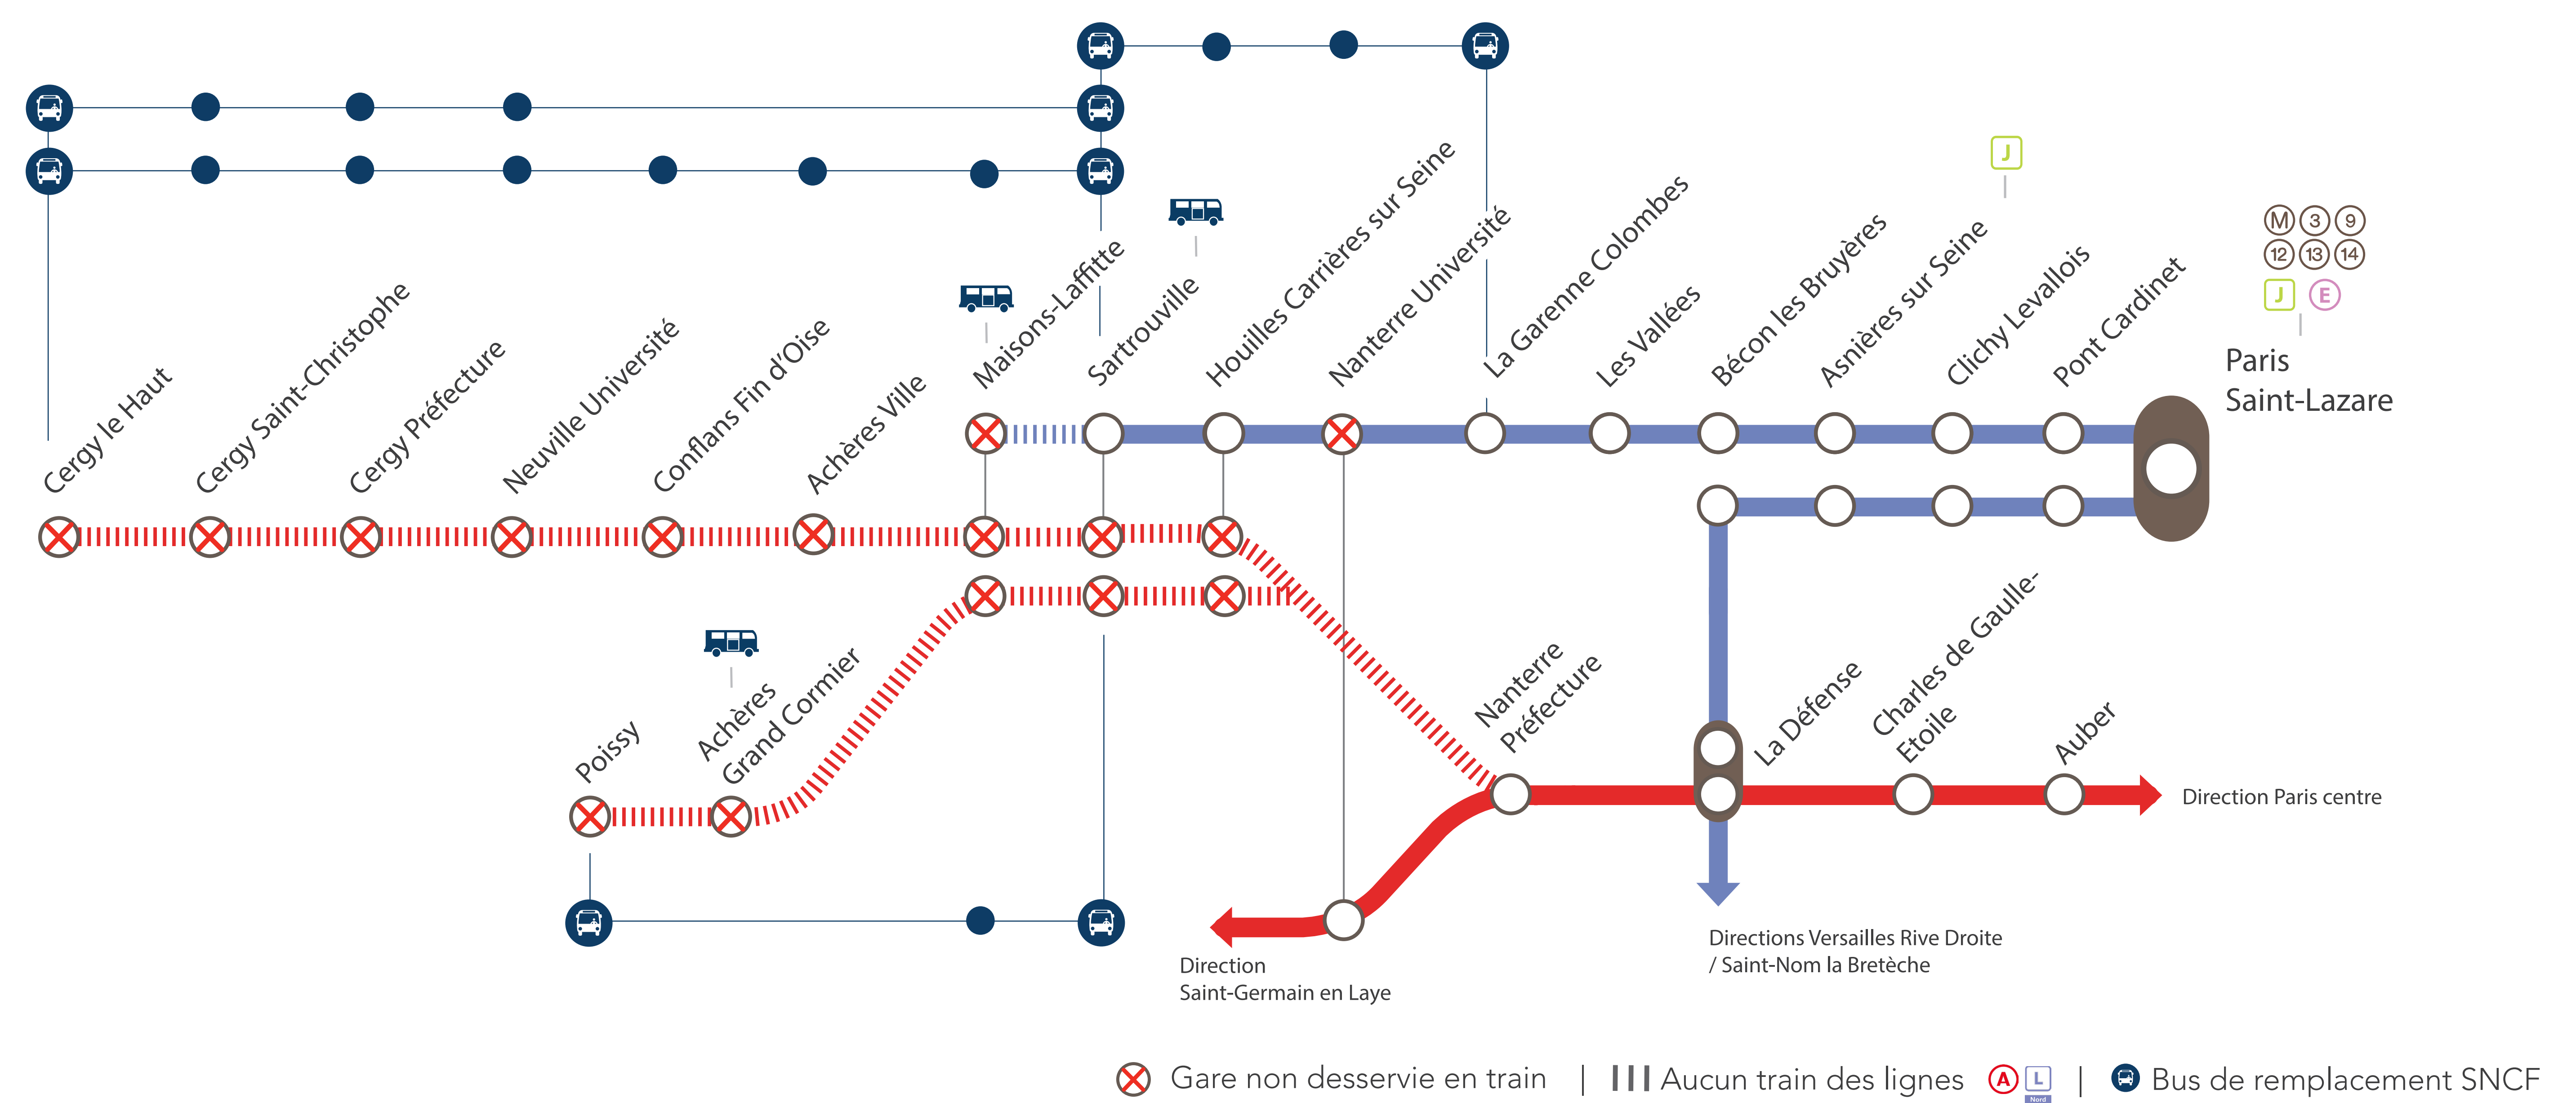 J
M 3 9
12 13 14
J E
Paris
Saint-Lazare
Cergy le Haut
Cergy Saint-Christophe
Cergy Préfecture
Neuville Université
Conflans Fin d'Oise
Achères Ville
Maisons-Laffitte
Sartrouville
Houilles Carrières sur Seine
Nanterre Université
La Garenne Colombes
Les Vallées
Bécon les Bruyères
Asnières sur Seine
Clichy Levallois
Pont Cardinet
Poissy
Achères
Grand Cormier
Nanterre
Préfecture
La Défense
Charles de Gaulle-
Etoile
Auber
Direction Paris centre
Directions Versailles Rive Droite
/ Saint-Nom la Bretèche
Direction
Saint-Germain en Laye
Gare non desservie en train | Aucun train des lignes A L | Bus de remplacement SNCF
Nord